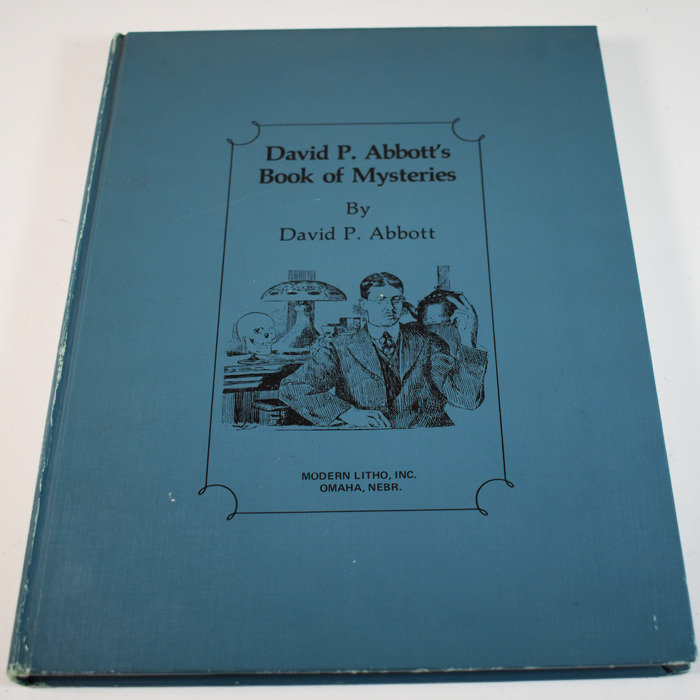 David P. Abbott's
Book of Mysteries
By
David P. Abbott
MODERN LITHO, INC.
OMAHA, NEBR.